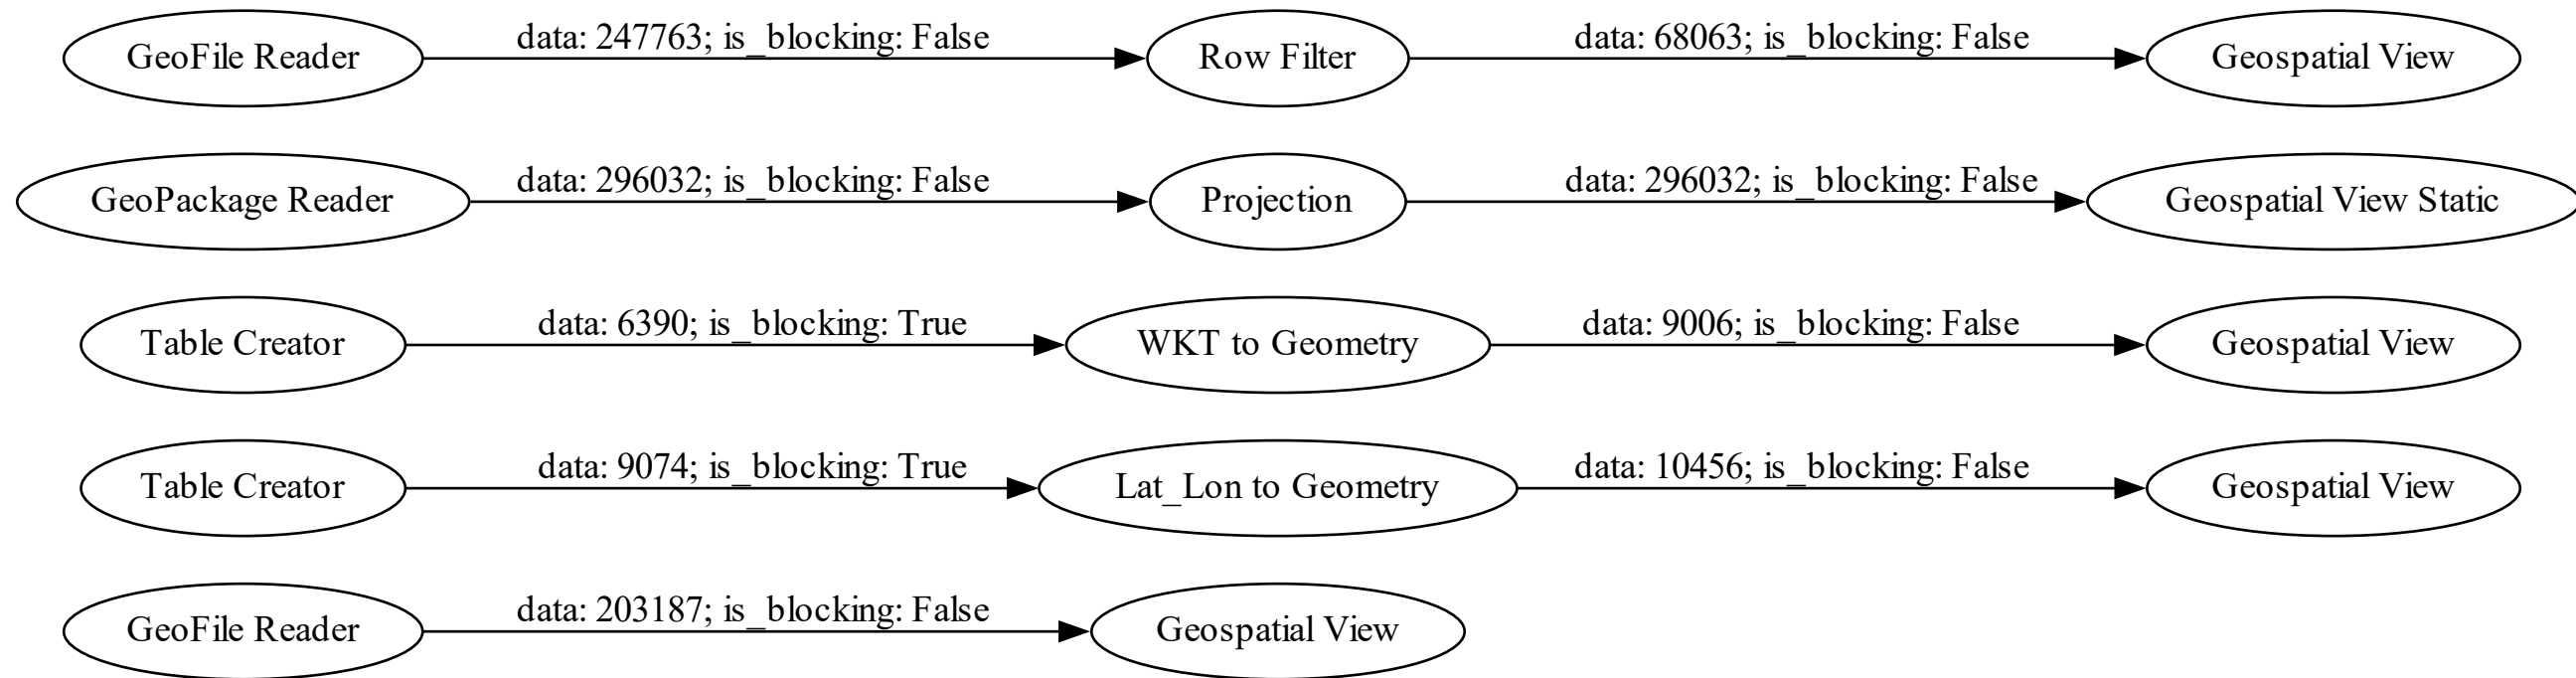 GeoFile Reader
data: 247763; is_blocking: False
Row Filter
data: 68063; is_blocking: False
Geospatial View
GeoPackage Reader
data: 296032; is_blocking: False
Projection
data: 296032; is_blocking: False
Geospatial View Static
Table Creator
data: 6390; is_blocking: True
WKT to Geometry
data: 9006; is_blocking: False
Geospatial View
Table Creator
data: 9074; is_blocking: True
Lat_Lon to Geometry
data: 10456; is_blocking: False
Geospatial View
GeoFile Reader
data: 203187; is_blocking: False
Geospatial View